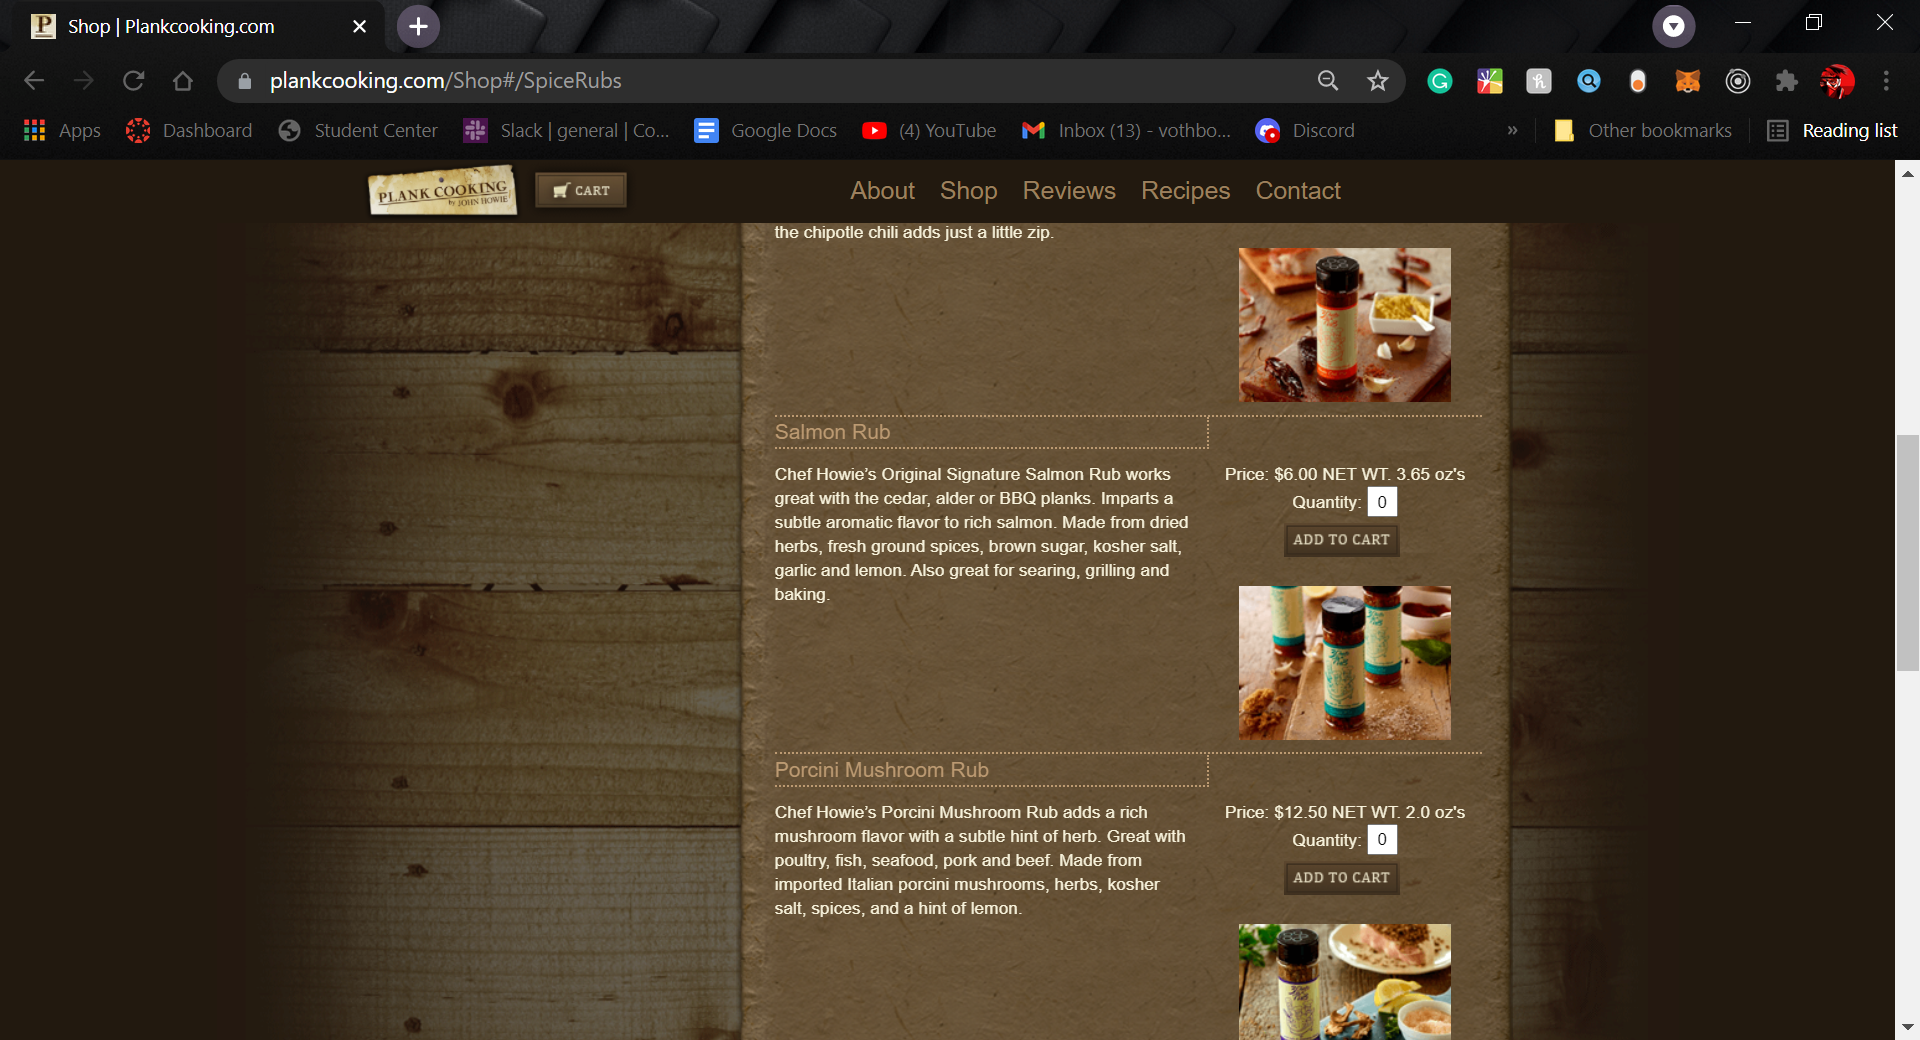 Shop | Plankcooking.com
plankcooking.com/Shop#/SpiceRubs
Apps
Dashboard
Student Center
Slack | general | Co...
Google Docs
(4) YouTube
Inbox (13) - vothbo...
Discord
»
Other bookmarks
Reading list
PLANK COOKING
by JOHN HOWIE
CART
About
Shop
Reviews
Recipes
Contact
the chipotle chili adds just a little zip.
Salmon Rub
Chef Howie’s Original Signature Salmon Rub works
great with the cedar, alder or BBQ planks. Imparts a
subtle aromatic flavor to rich salmon. Made from dried
herbs, fresh ground spices, brown sugar, kosher salt,
garlic and lemon. Also great for searing, grilling and
baking.
Price: $6.00 NET WT. 3.65 oz's
Quantity: 0
ADD TO CART
Porcini Mushroom Rub
Chef Howie’s Porcini Mushroom Rub adds a rich
mushroom flavor with a subtle hint of herb. Great with
poultry, fish, seafood, pork and beef. Made from
imported Italian porcini mushrooms, herbs, kosher
salt, spices, and a hint of lemon.
Price: $12.50 NET WT. 2.0 oz's
Quantity: 0
ADD TO CART